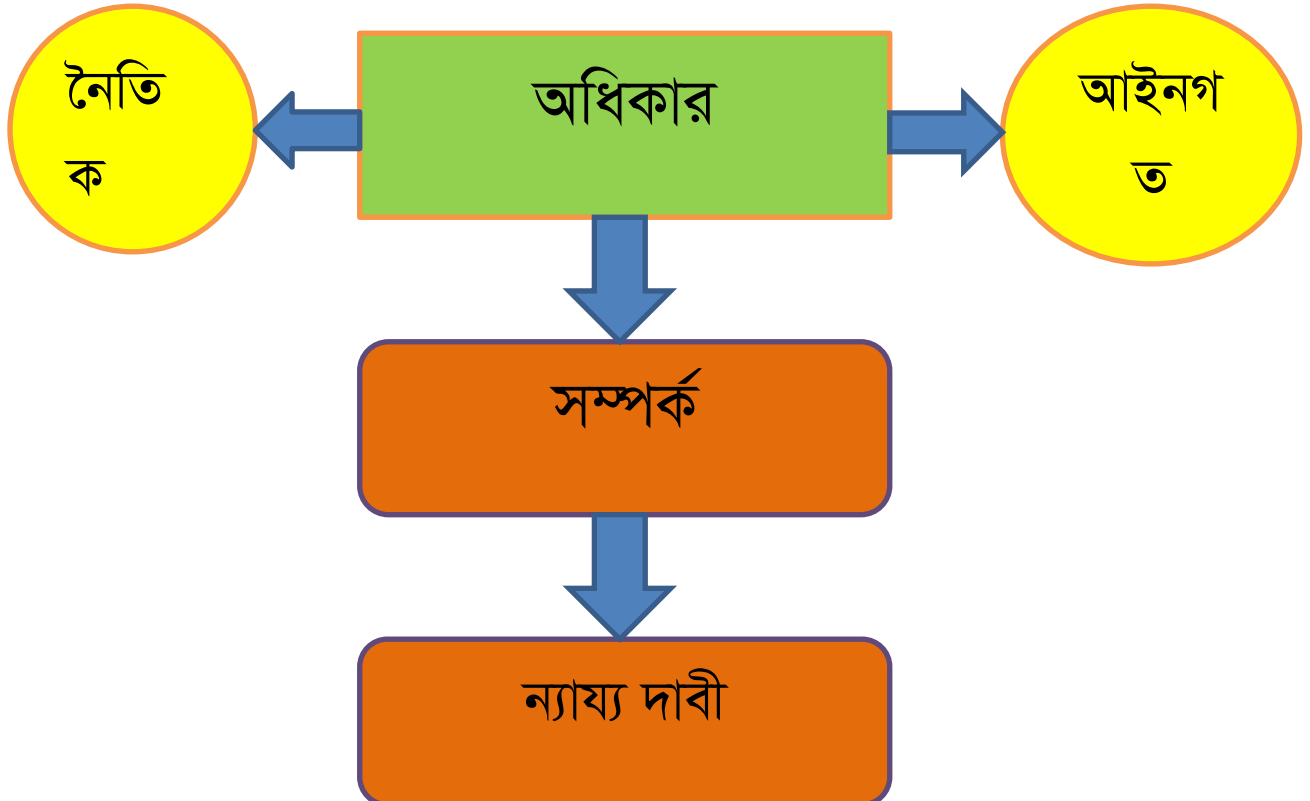 নৈতি
ক
অধিকার
আইনগ
ত
সম্পর্ক
ন্যায্য দাবী